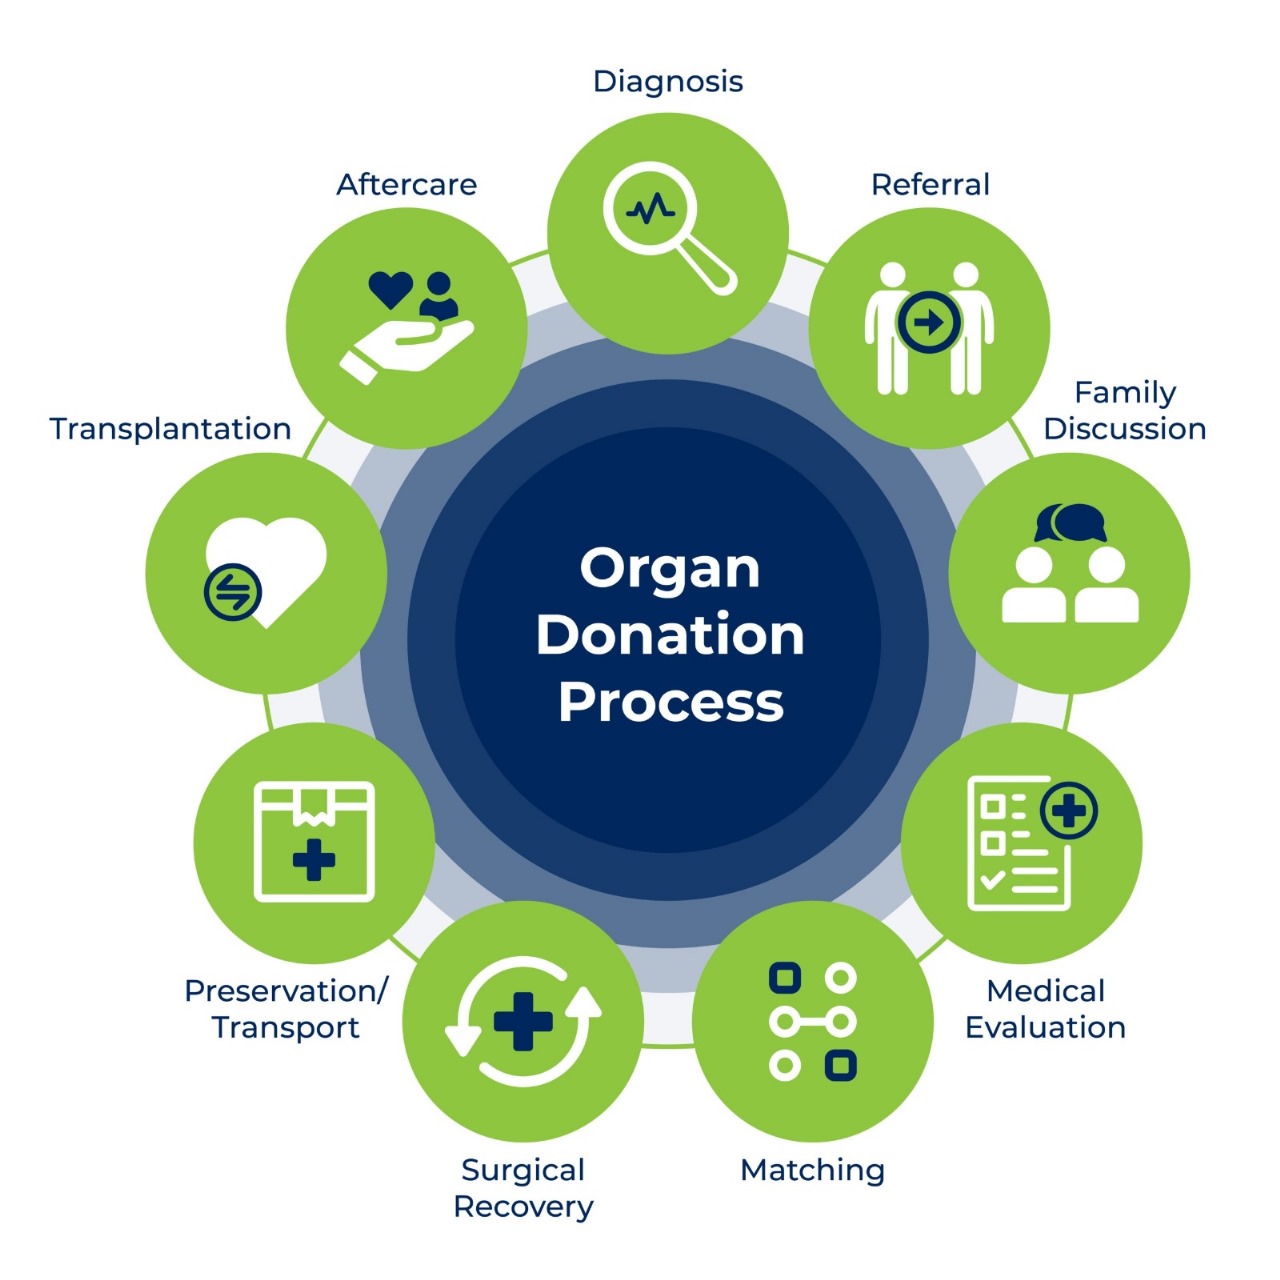 Diagnosis
Aftercare
Referral
Family
Discussion
Transplantation
Organ
Donation
Process
Preservation/
Transport
Medical
Evaluation
Surgical
Recovery
Matching